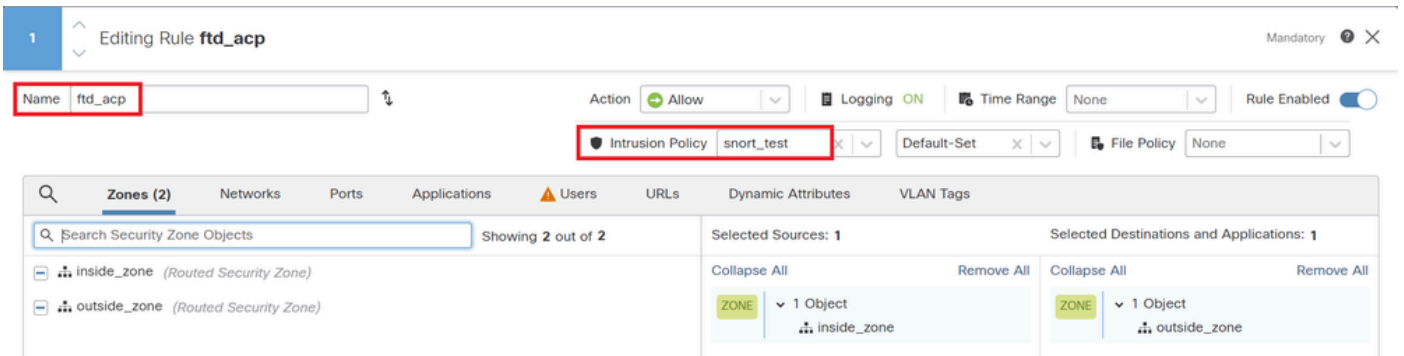 1 Editing Rule ftd_acp Mandatory ?
Name ftd_acp Action Allow Logging ON Time Range None Rule Enabled
Intrusion Policy snort_test Default-Set File Policy None
Zones (2) Networks Ports Applications Users URLs Dynamic Attributes VLAN Tags
Search Security Zone Objects Showing 2 out of 2 Selected Sources: 1 Selected Destinations and Applications: 1
inside_zone (Routed Security Zone) Collapse All Remove All Collapse All Remove All
outside_zone (Routed Security Zone) ZONE 1 Object ZONE 1 Object
inside_zone outside_zone